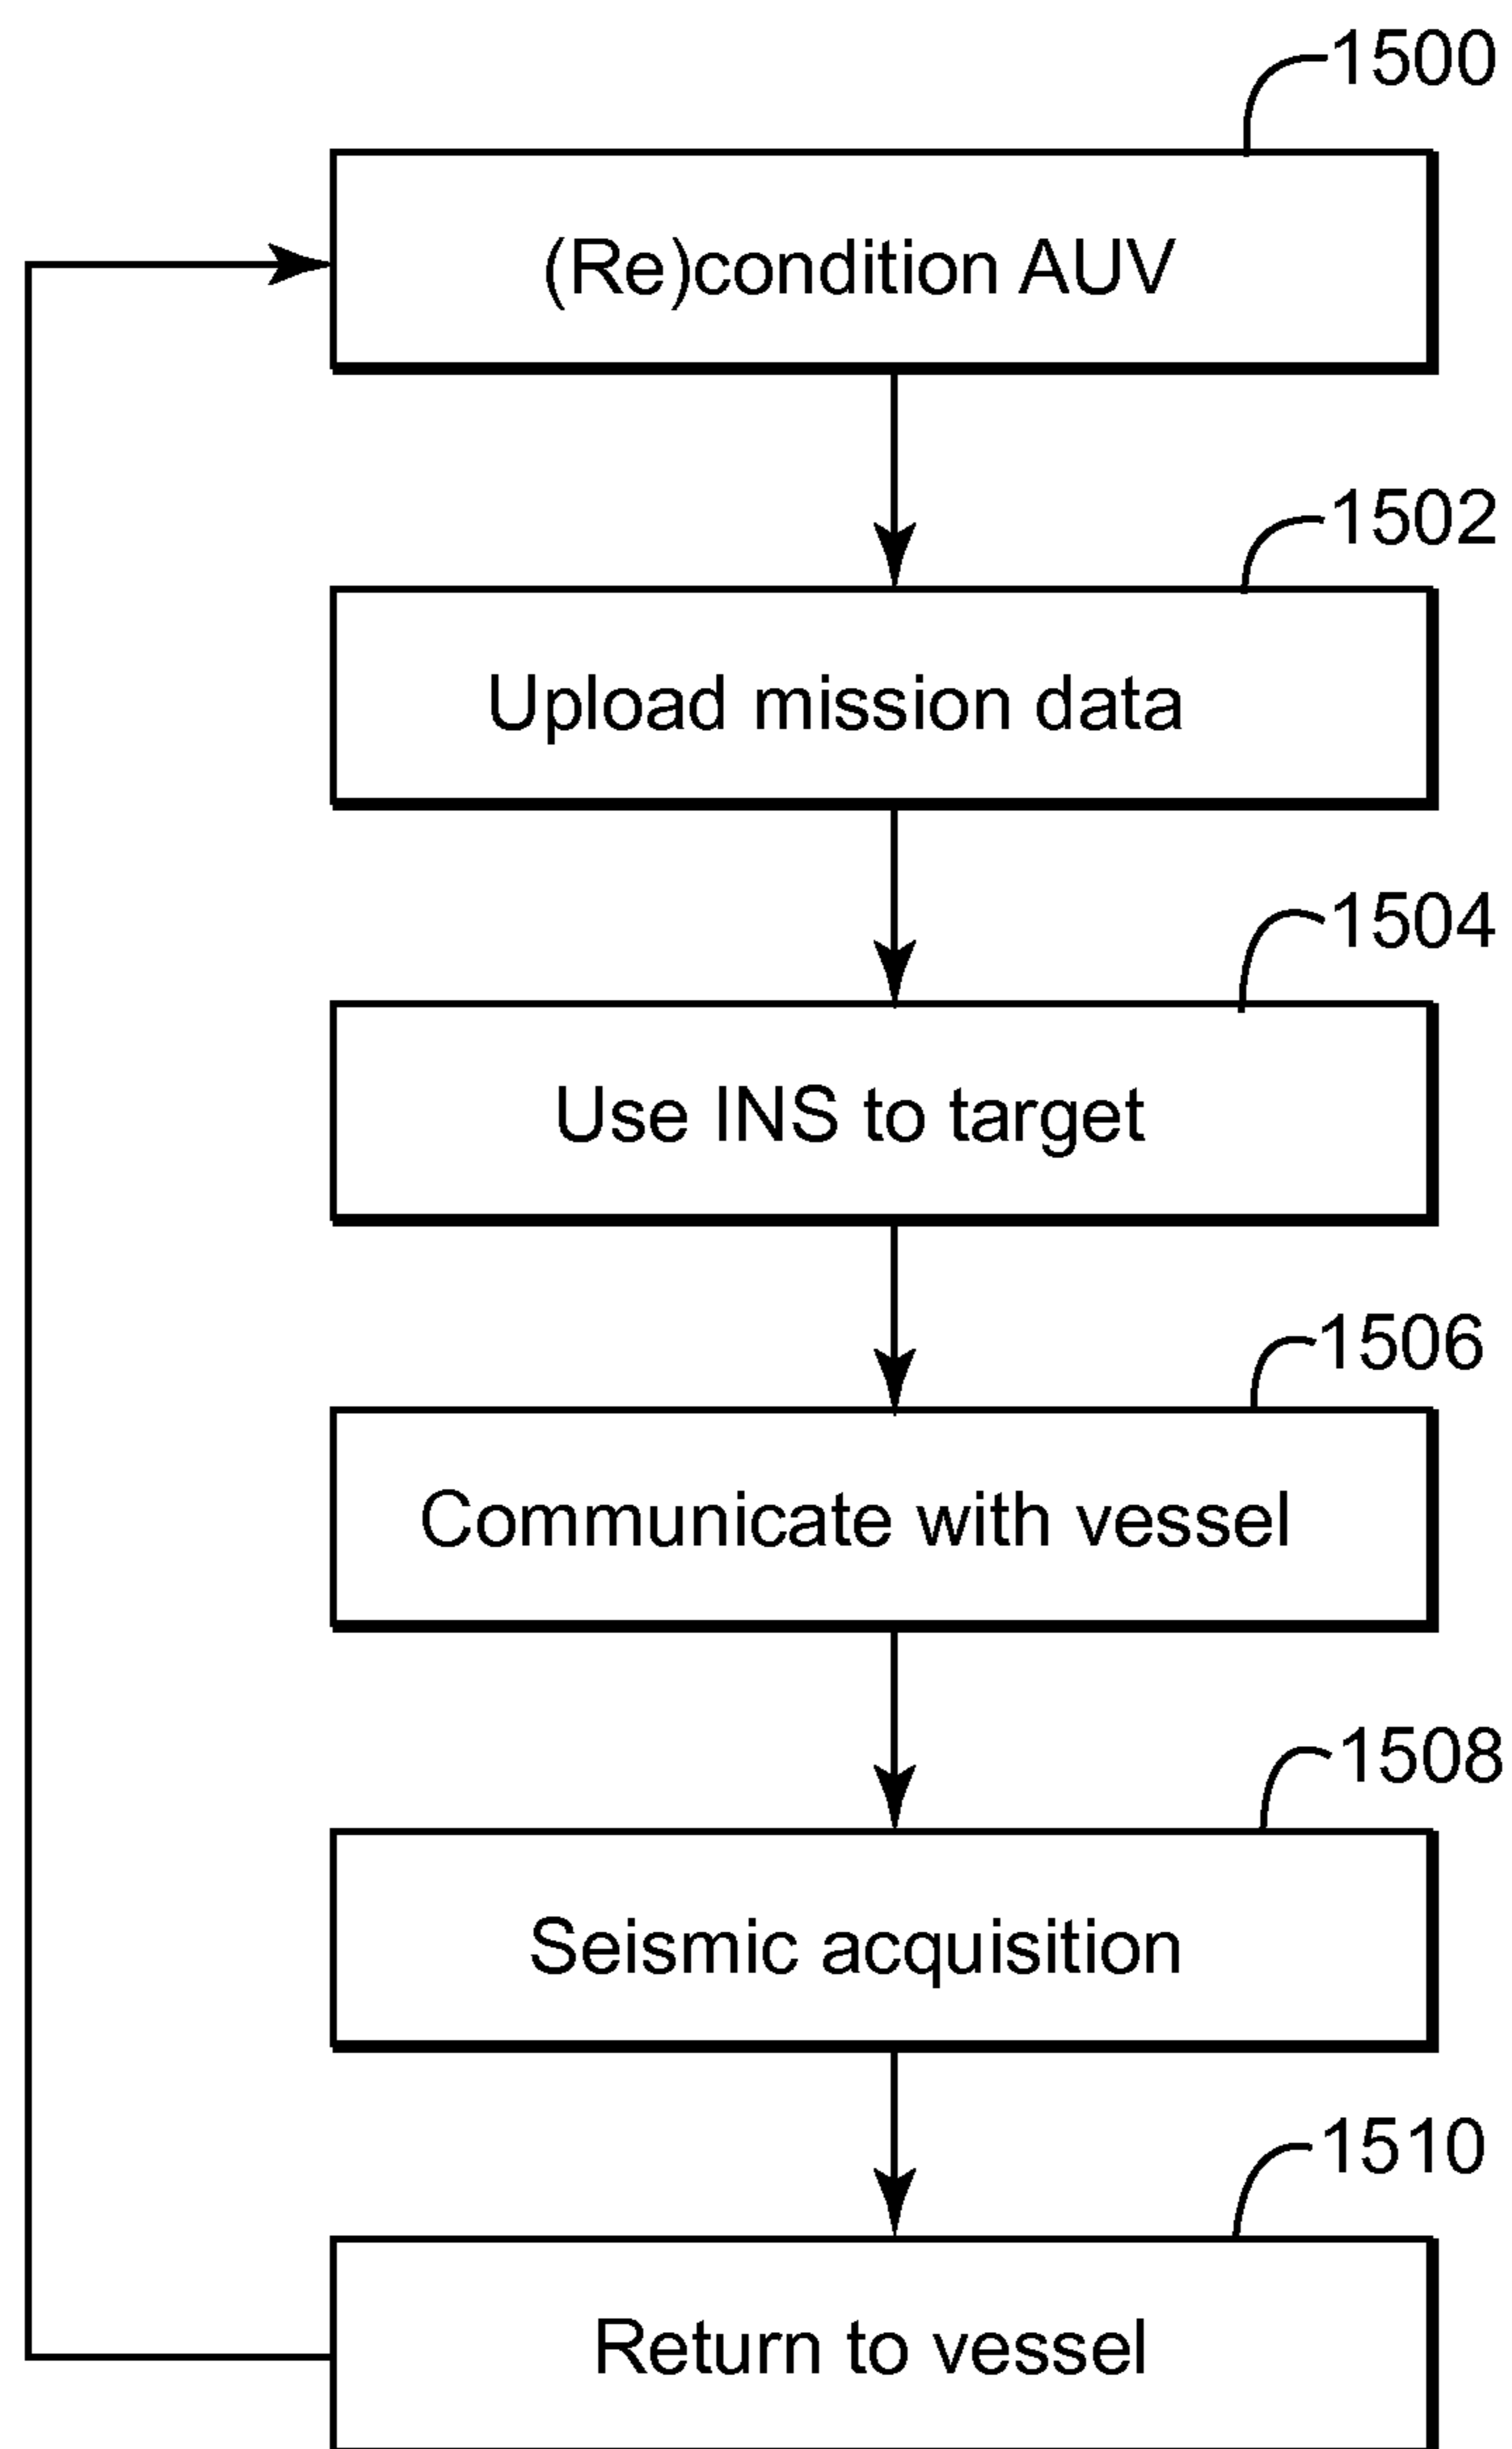 1500
(Re)condition AUV
1502
Upload mission data
1504
Use INS to target
1506
Communicate with vessel
1508
Seismic acquisition
1510
Return to vessel